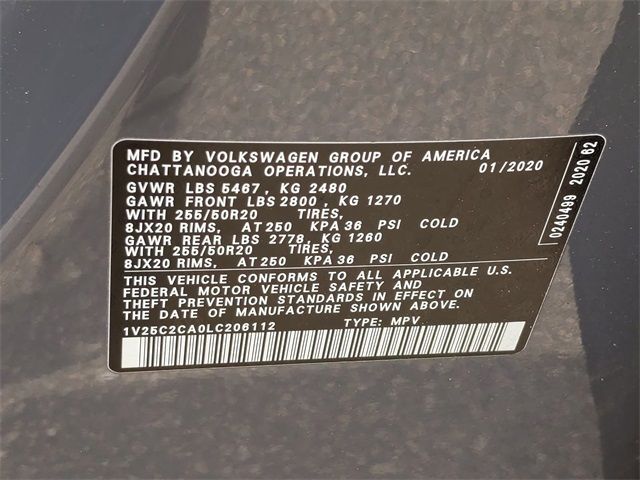 MFD BY VOLKSWAGEN GROUP OF AMERICA
CHATTANOOGA OPERATIONS, LLC. 01/2020
GVWR LBS 5467 , KG 2480
GAWR FRONT LBS 2800 , KG 1270
WITH 255/50R20 TIRES,
8JX20 RIMS, AT 250 KPA 36 PSI COLD
GAWR REAR LBS 2778 , KG 1260
WITH 255/50R20 TIRES,
8JX20 RIMS, AT 250 KPA 36 PSI COLD
THIS VEHICLE CONFORMS TO ALL APPLICABLE U.S.
FEDERAL MOTOR VEHICLE SAFETY AND
THEFT PREVENTION STANDARDS IN EFFECT ON
THE DATE OF MANUFACTURE SHOWN ABOVE.
1V25C2CA0LC206112 TYPE: MPV
0240499 2020 62